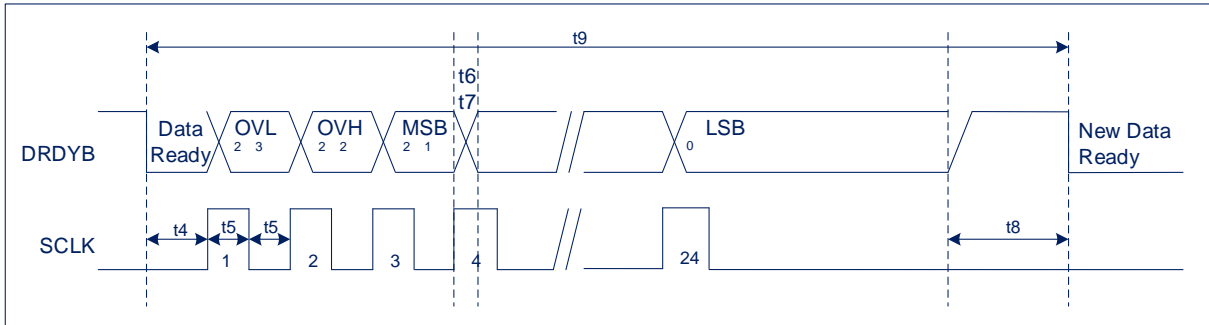 t9
t6
t7
DRDYB
Data Ready
OVL
2 3
OVH
2 2
MSB
2 1
LSB
0
New Data Ready
SCLK
t4
t5
t5
t8
1
2
3
4
24